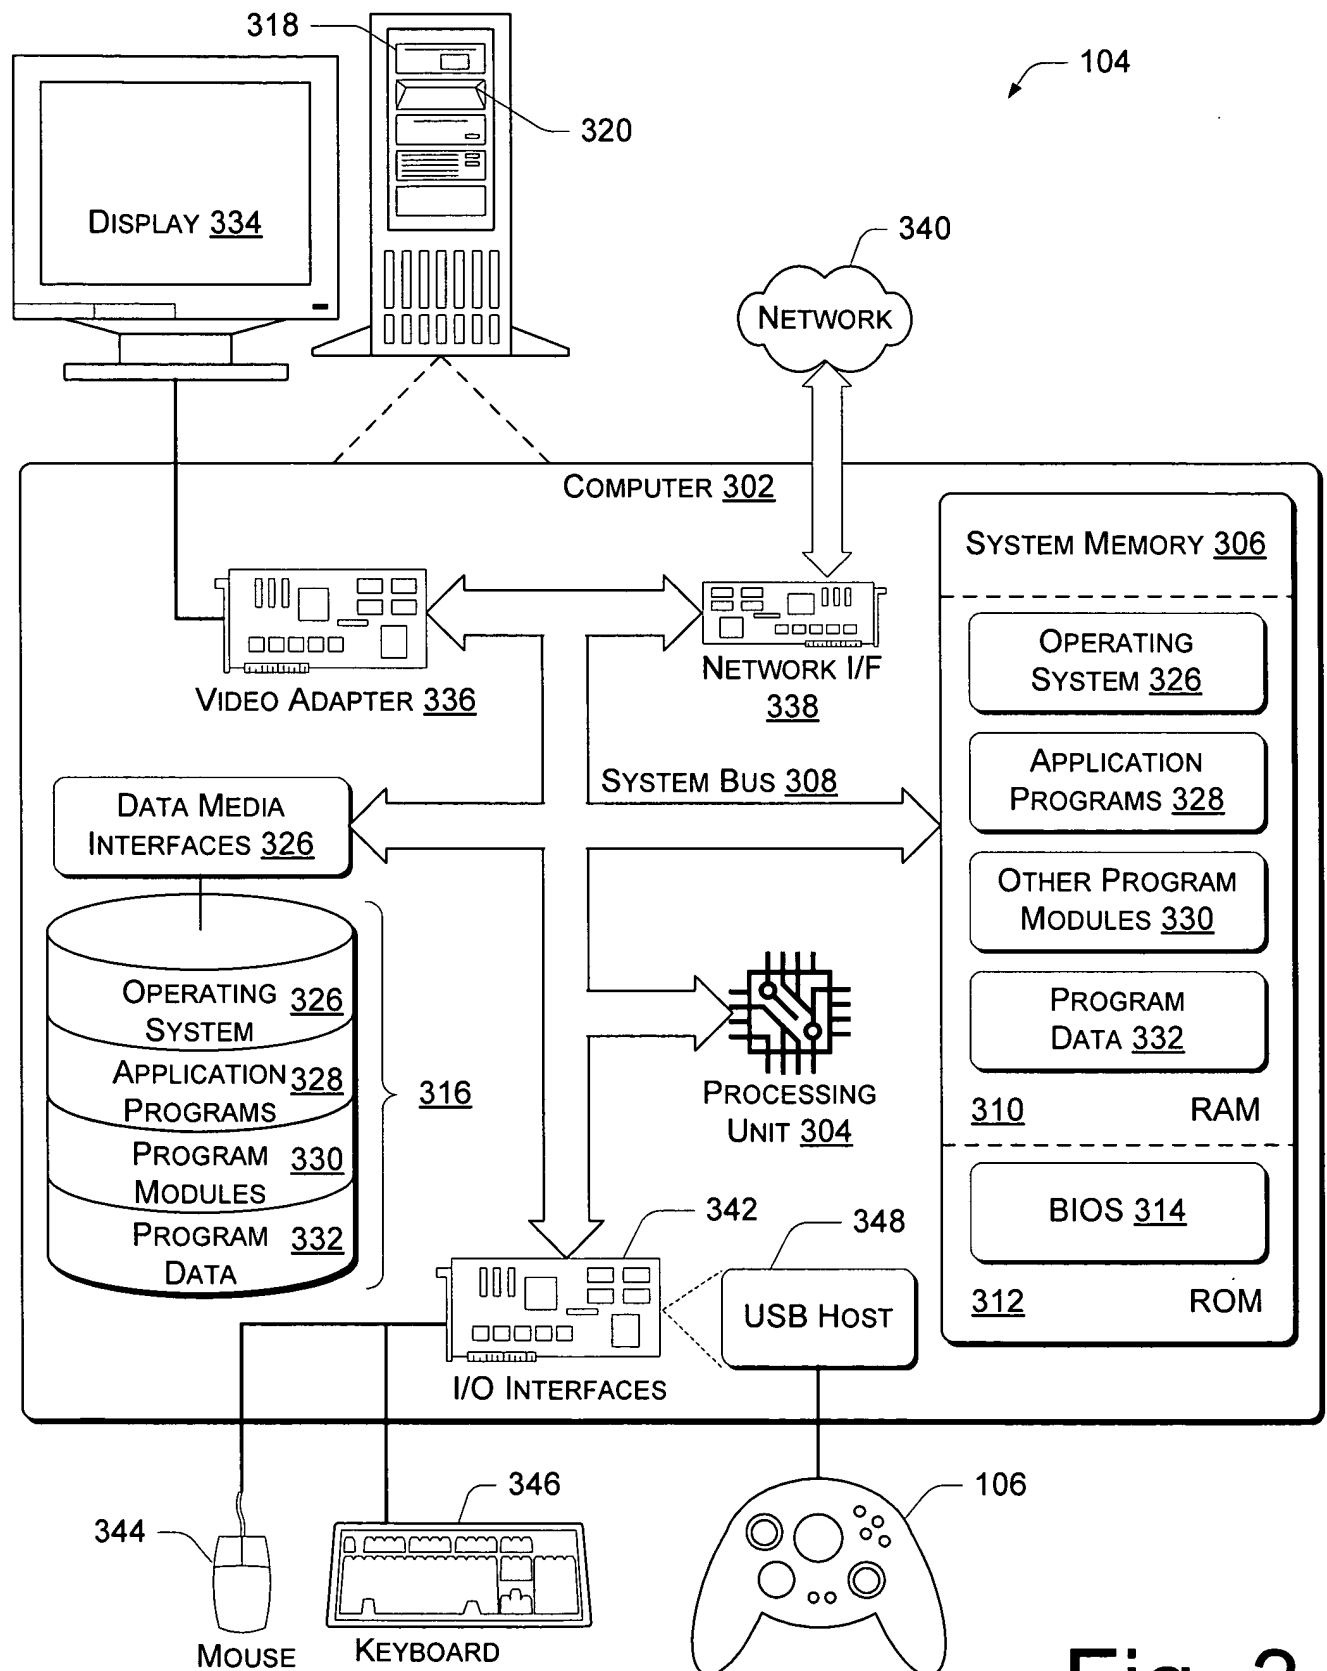 318
104
320
DISPLAY 334
340
NETWORK
COMPUTER 302
SYSTEM MEMORY 306
OPERATING
SYSTEM 326
NETWORK I/F
338
VIDEO ADAPTER 336
APPLICATION
PROGRAMS 328
SYSTEM BUS 308
DATA MEDIA
INTERFACES 326
OTHER PROGRAM
MODULES 330
OPERATING 326
SYSTEM
PROGRAM
DATA 332
APPLICATION 328
PROGRAMS
316
PROCESSING
UNIT 304
310 RAM
PROGRAM 330
MODULES
BIOS 314
342
348
PROGRAM 332
DATA
312 ROM
USB HOST
I/O INTERFACES
346
106
344
MOUSE
KEYBOARD